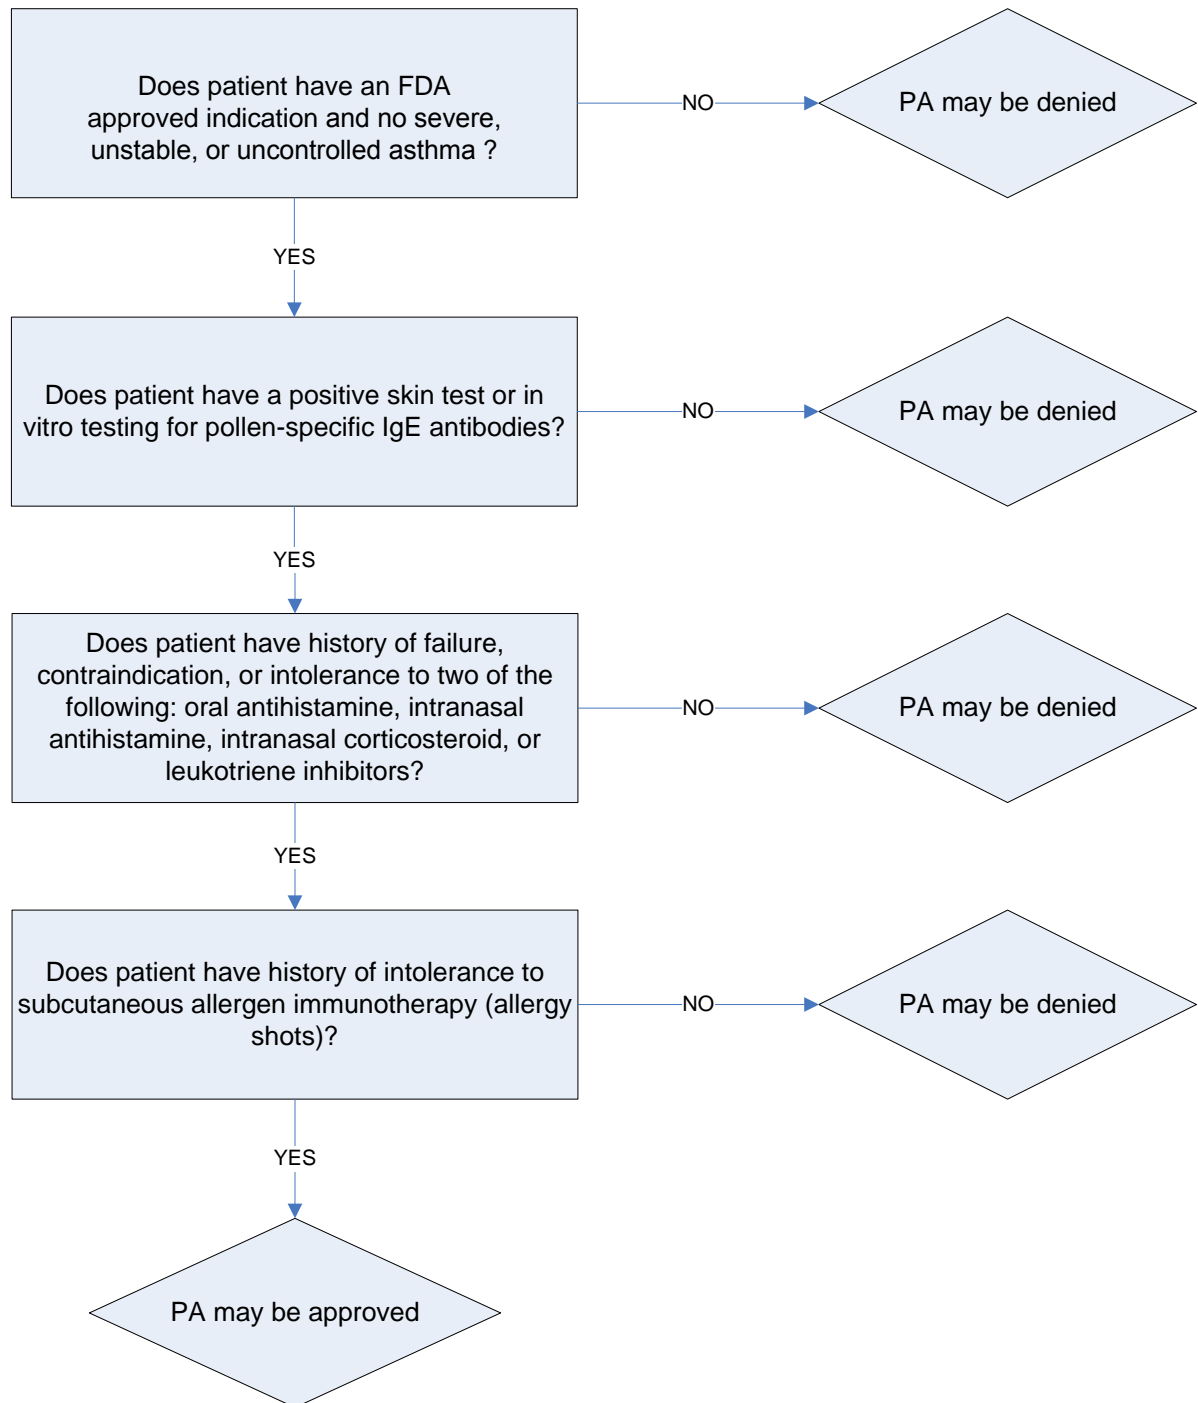 Does patient have an FDA
approved indication and no severe,
unstable, or uncontrolled asthma ?
NO
PA may be denied
YES
Does patient have a positive skin test or in
vitro testing for pollen-specific IgE antibodies?
NO
PA may be denied
YES
Does patient have history of failure,
contraindication, or intolerance to two of the
following: oral antihistamine, intranasal
antihistamine, intranasal corticosteroid, or
leukotriene inhibitors?
NO
PA may be denied
YES
Does patient have history of intolerance to
subcutaneous allergen immunotherapy (allergy
shots)?
NO
PA may be denied
YES
PA may be approved